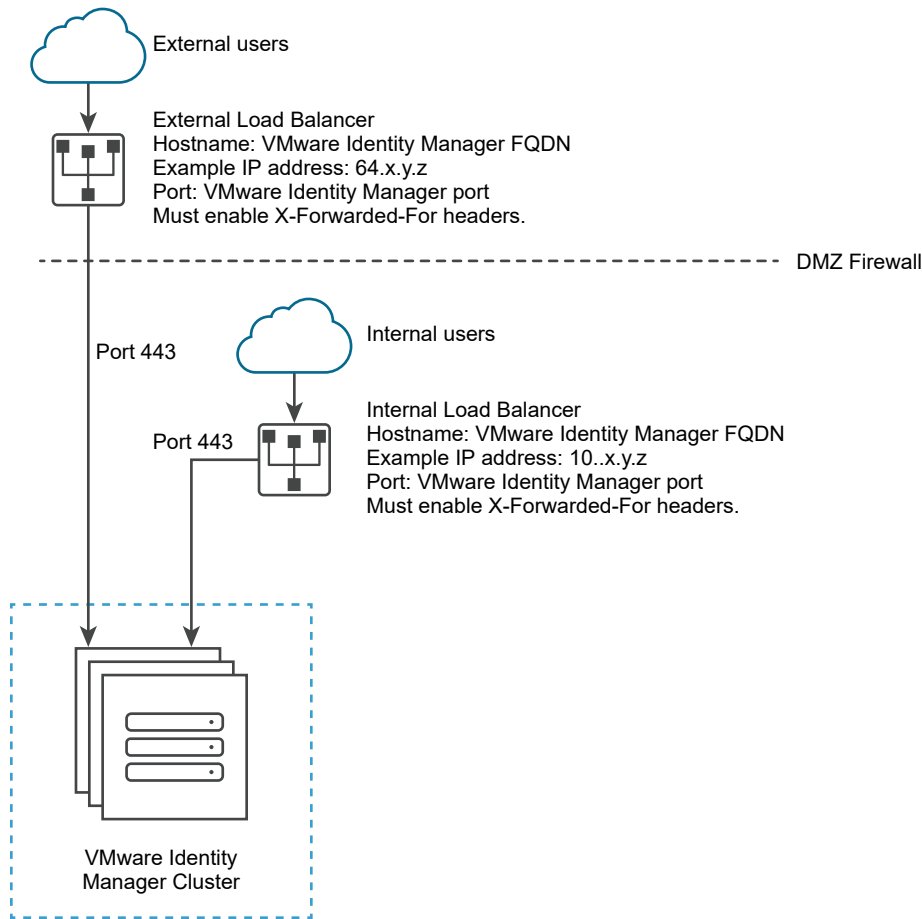 External users
External Load Balancer
Hostname: VMware Identity Manager FQDN
Example IP address: 64.x.y.z
Port: VMware Identity Manager port
Must enable X-Forwarded-For headers.
DMZ Firewall
Port 443
Internal users
Internal Load Balancer
Hostname: VMware Identity Manager FQDN
Example IP address: 10..x.y.z
Port: VMware Identity Manager port
Must enable X-Forwarded-For headers.
Port 443
VMware Identity
Manager Cluster